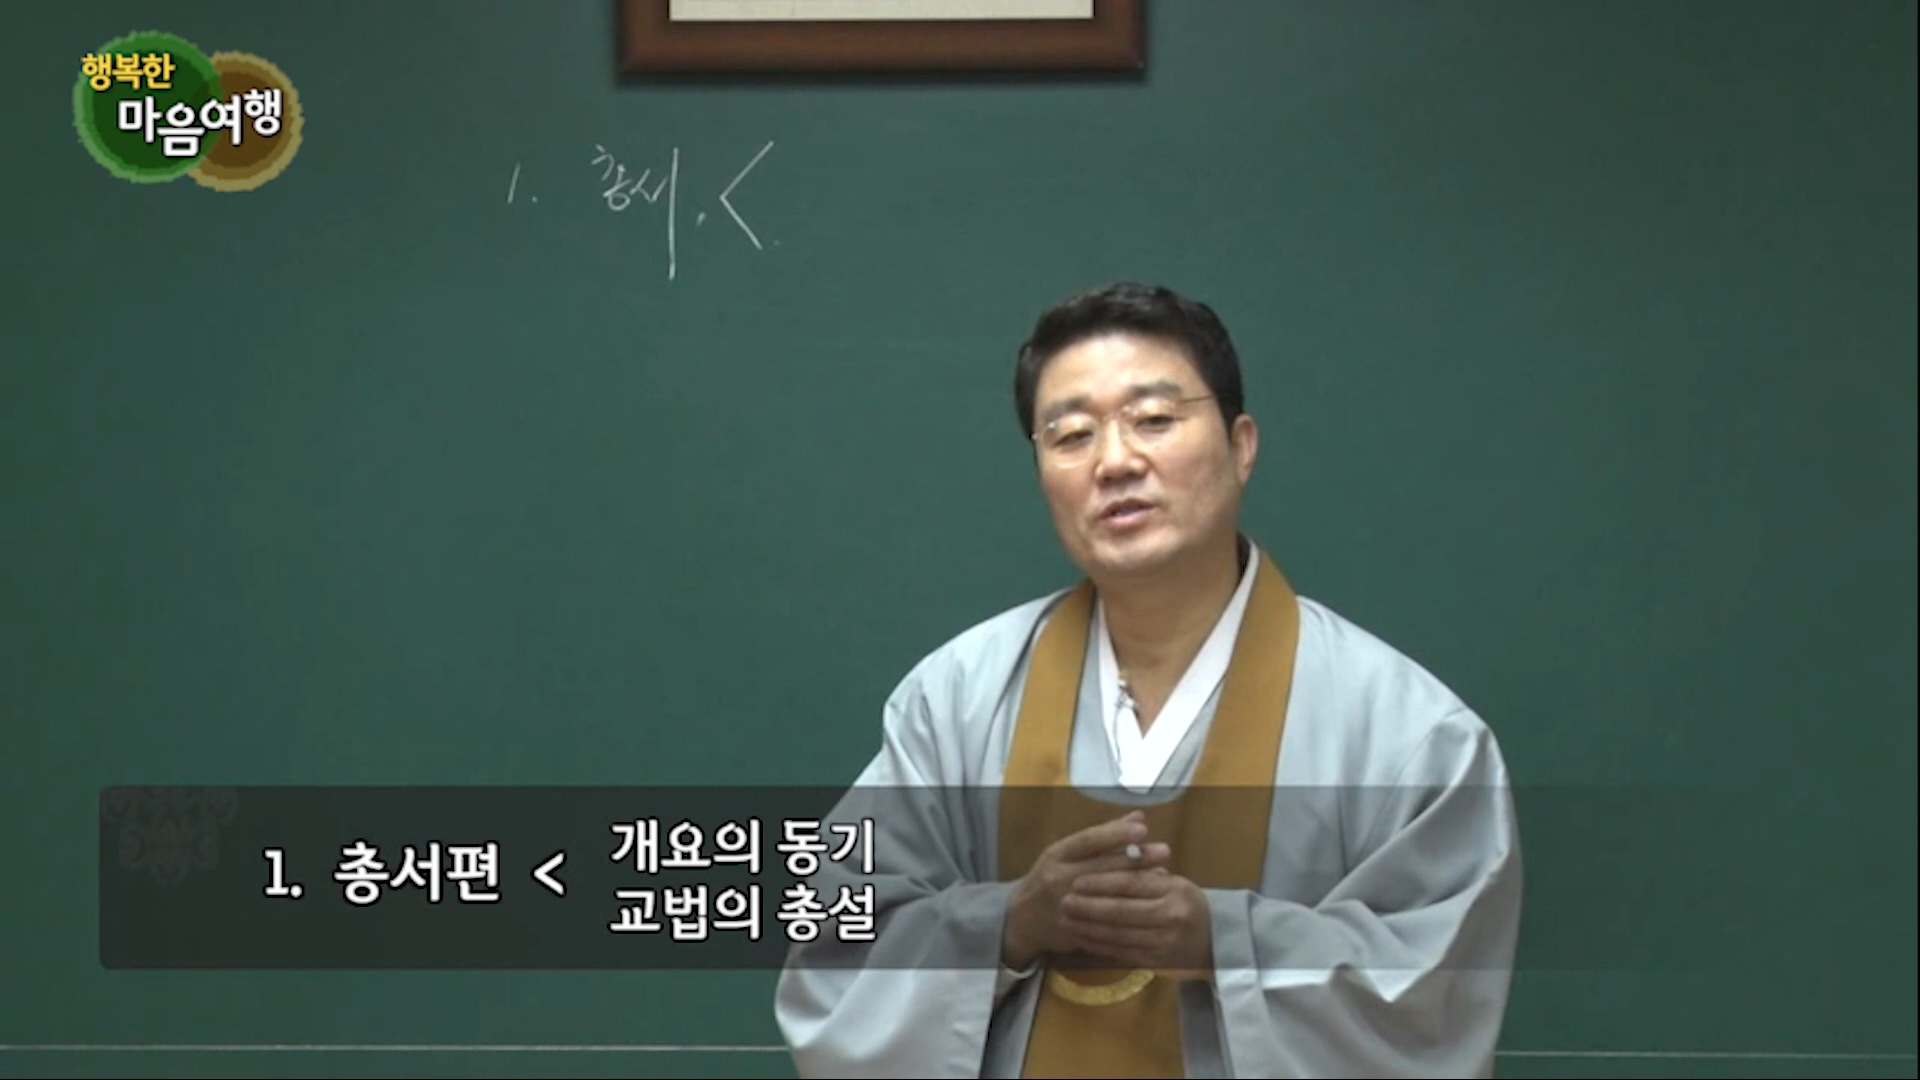 행복한
마음여행
1. 총서, <
1. 총서편 <
개요의 동기
교법의 총설